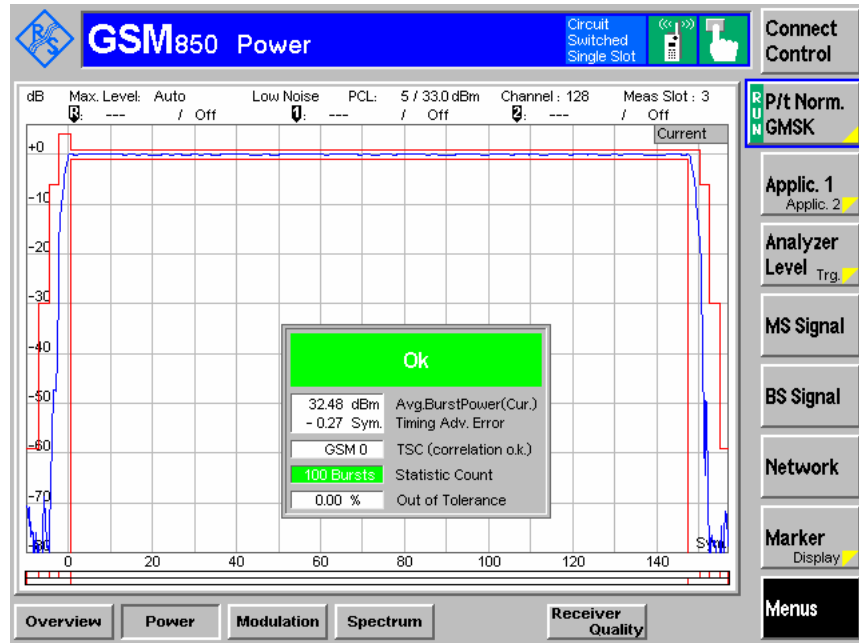 R S
GSM850 Power
Circuit
Switched
Single Slot
Connect
Control
dB Max. Level: Auto Low Noise PCL: 5 / 33.0 dBm Channel : 128 Meas Slot : 3
R: --- / Off 1: --- / Off 2: --- / Off
Current
RUN
P/t Norm.
GMSK
+0
-10
-20
-30
-40
-50
-60
-70
-80
Applic. 1
Applic. 2
Analyzer
Level Trg.
MS Signal
BS Signal
Network
Marker
Display
Menus
Ok
32.48 dBm Avg.BurstPower(Cur.)
- 0.27 Sym. Timing Adv. Error
GSM 0 TSC (correlation o.k.)
100 Bursts Statistic Count
0.00 % Out of Tolerance
Sym.
0 20 40 60 80 100 120 140
Overview Power Modulation Spectrum Receiver
Quality